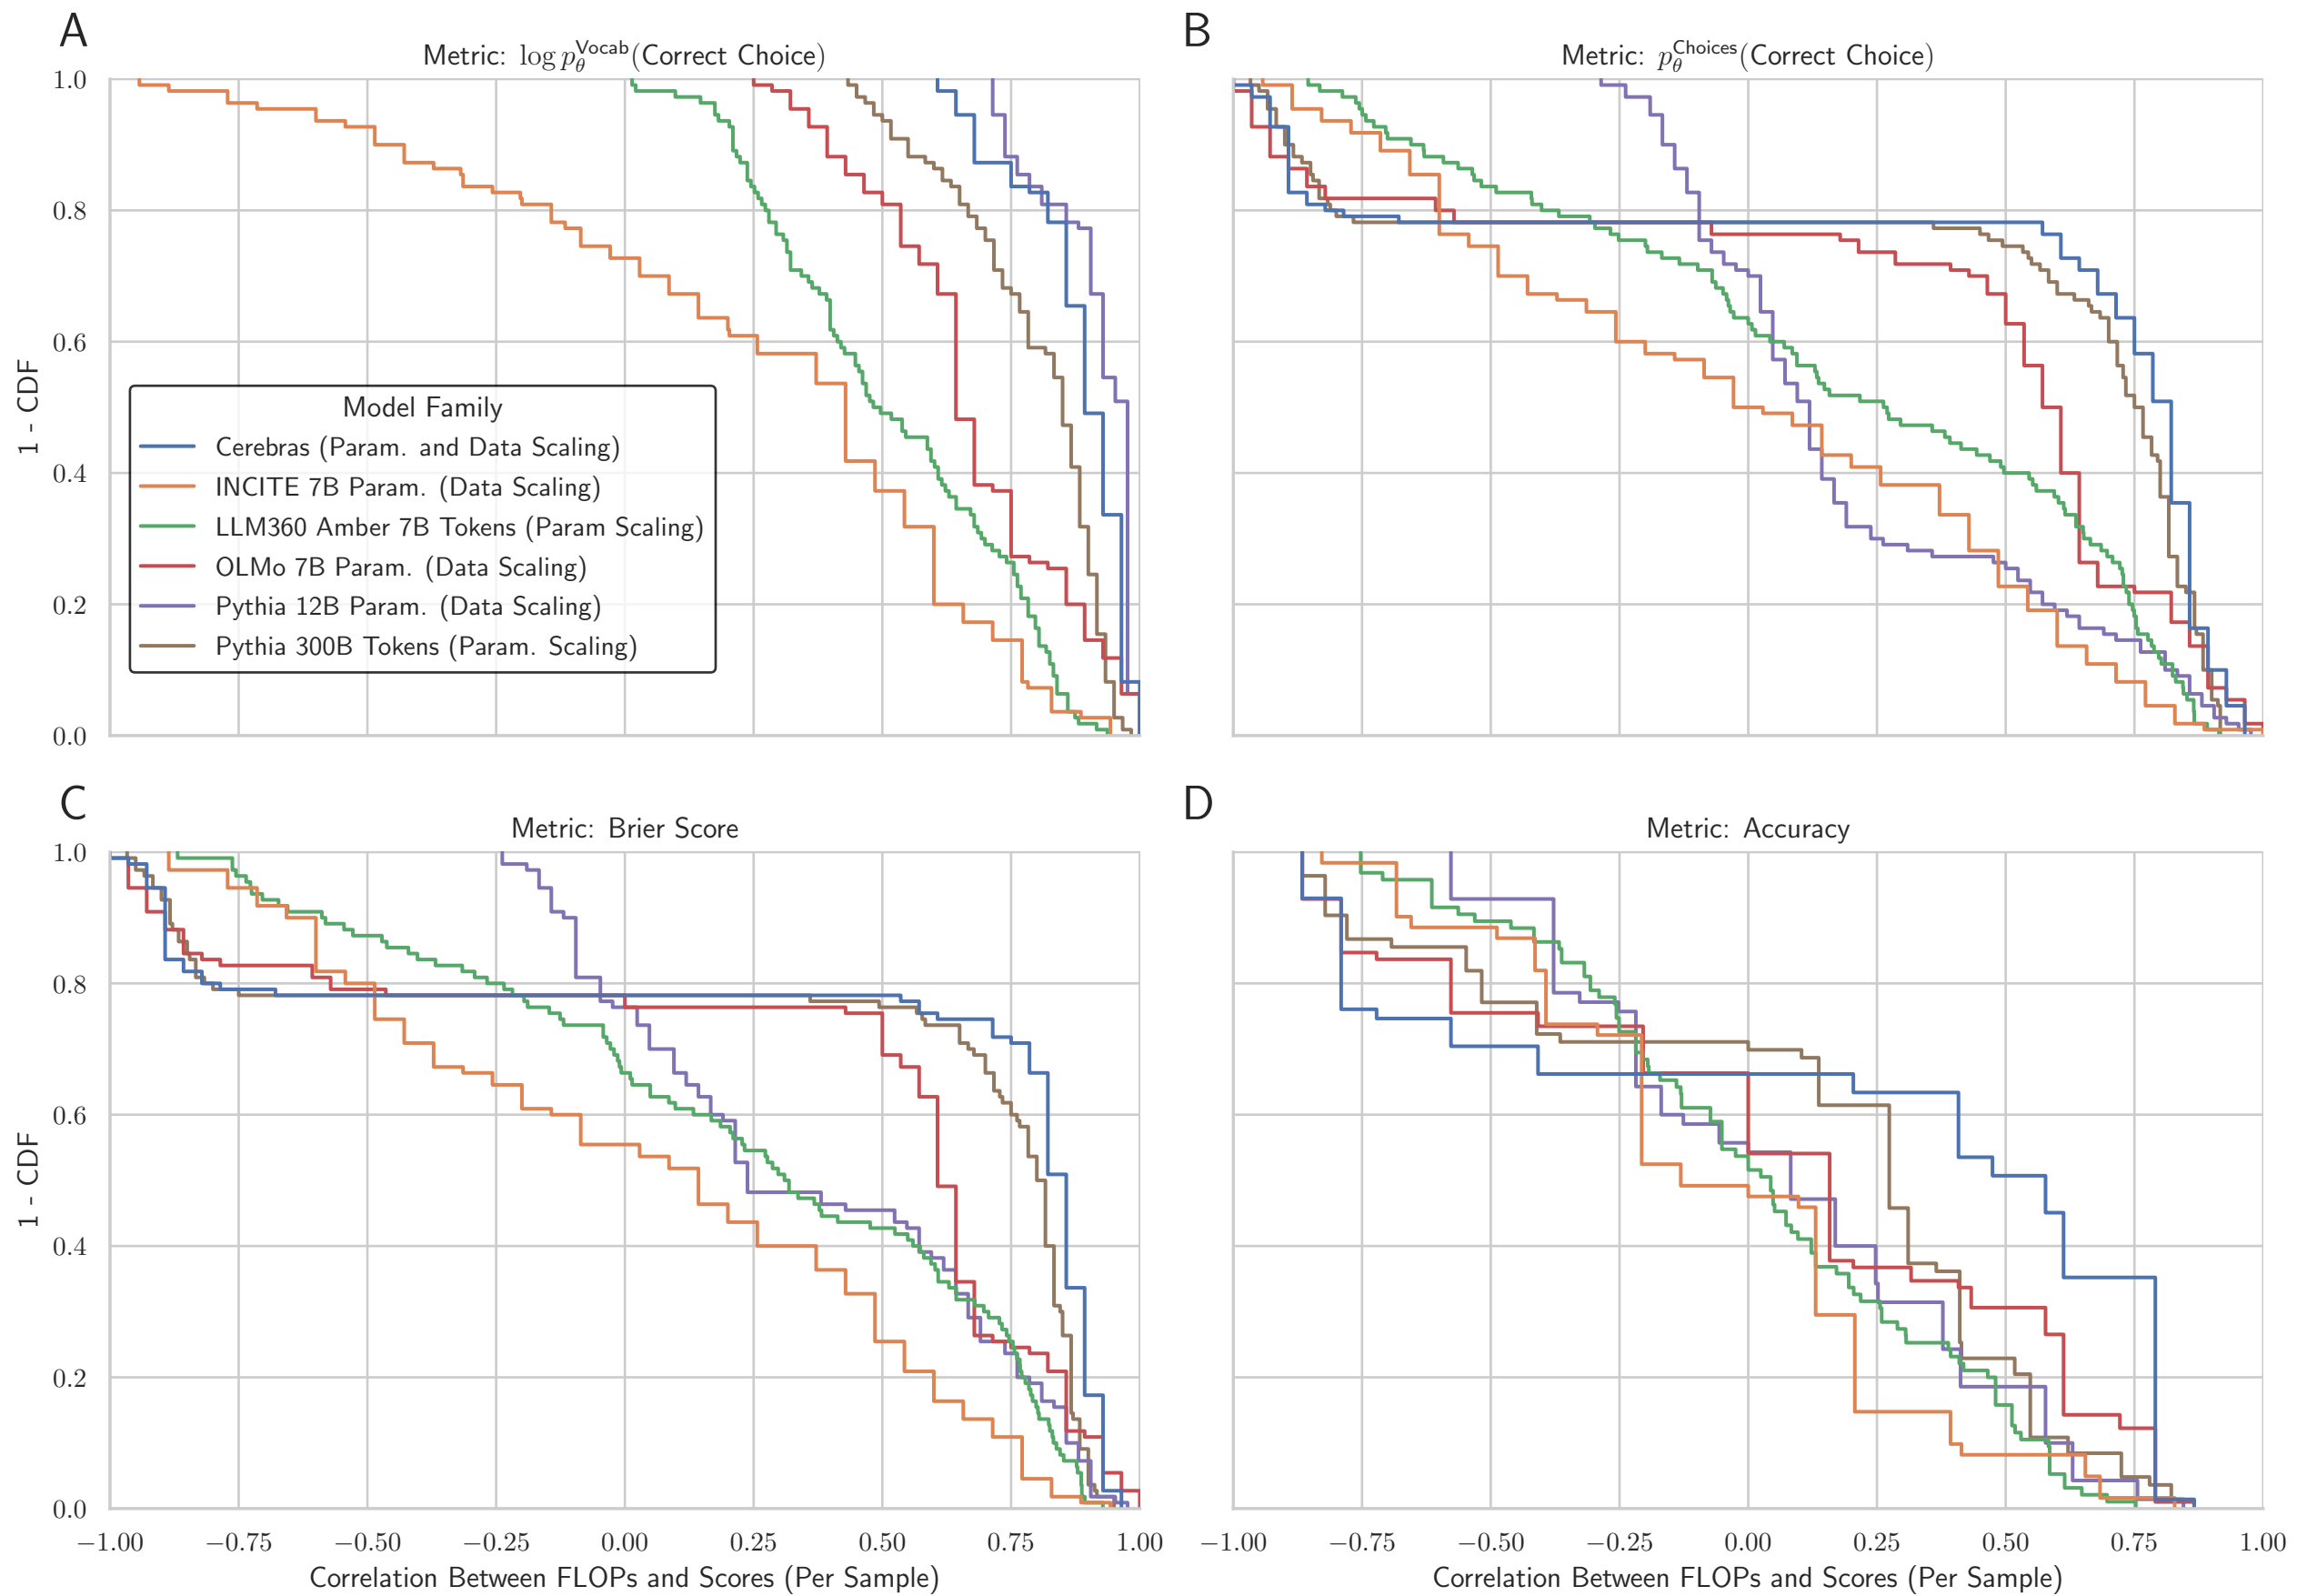 A
Metric: log p_θ^Vocab(Correct Choice)
B
Metric: p_θ^Choices(Correct Choice)
1.0
0.8
0.6
0.4
0.2
0.0
1 - CDF
Model Family
Cerebras (Param. and Data Scaling)
INCITE 7B Param. (Data Scaling)
LLM360 Amber 7B Tokens (Param Scaling)
OLMo 7B Param. (Data Scaling)
Pythia 12B Param. (Data Scaling)
Pythia 300B Tokens (Param. Scaling)
C
Metric: Brier Score
D
Metric: Accuracy
1.0
0.8
0.6
0.4
0.2
0.0
1 - CDF
−1.00 −0.75 −0.50 −0.25 0.00 0.25 0.50 0.75 1.00
−1.00 −0.75 −0.50 −0.25 0.00 0.25 0.50 0.75 1.00
Correlation Between FLOPs and Scores (Per Sample)
Correlation Between FLOPs and Scores (Per Sample)